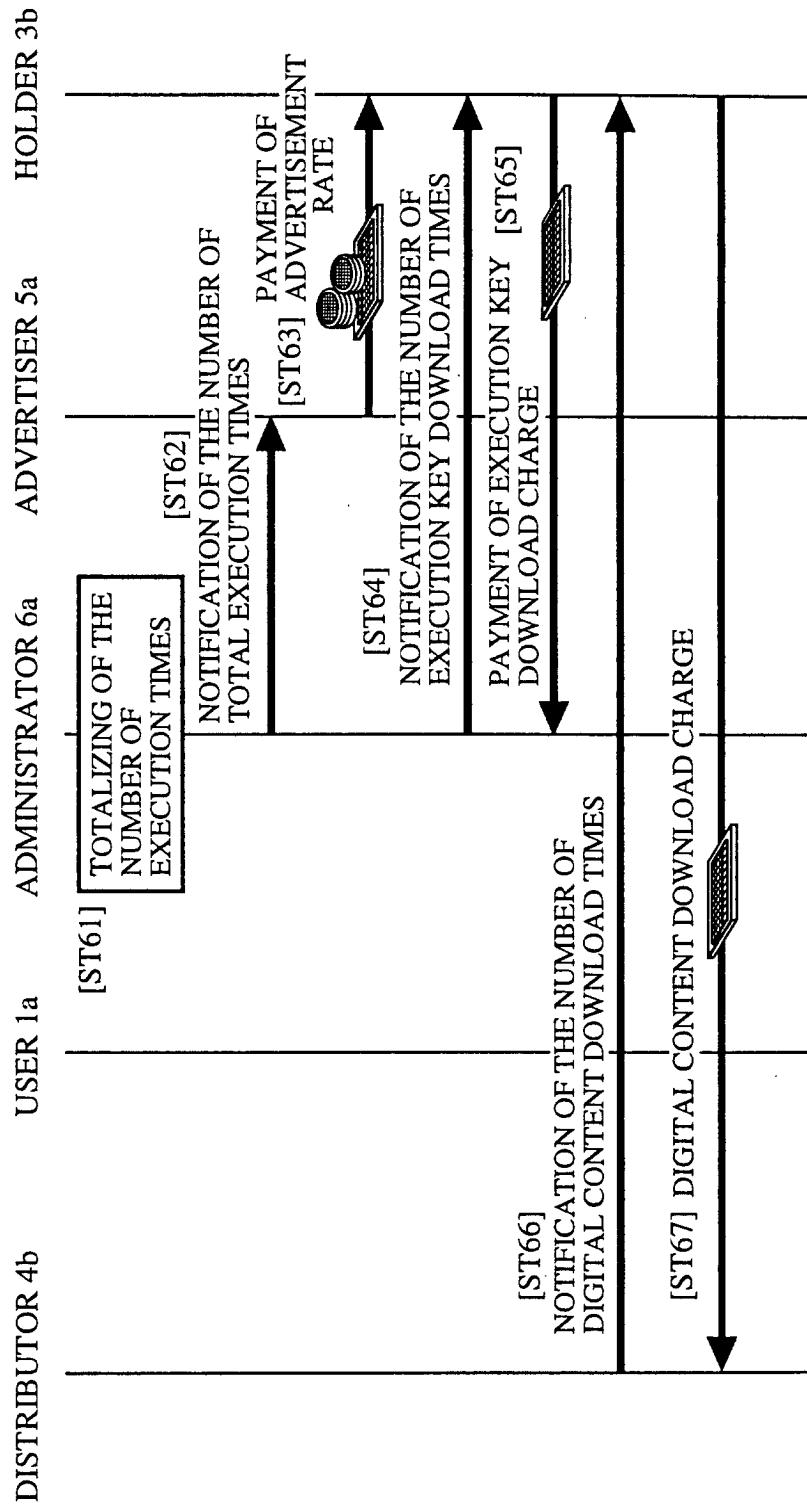 DISTRIBUTOR 4b
USER 1a
ADMINISTRATOR 6a
ADVERTISER 5a
HOLDER 3b
[ST61]
TOTALIZING OF THE
NUMBER OF
EXECUTION TIMES
[ST62]
NOTIFICATION OF THE NUMBER OF
TOTAL EXECUTION TIMES
[ST63]
PAYMENT OF
ADVERTISEMENT
RATE
[ST64]
NOTIFICATION OF THE NUMBER OF
EXECUTION KEY DOWNLOAD TIMES
PAYMENT OF EXECUTION KEY
DOWNLOAD CHARGE
[ST65]
[ST66]
NOTIFICATION OF THE NUMBER OF
DIGITAL CONTENT DOWNLOAD TIMES
[ST67] DIGITAL CONTENT DOWNLOAD CHARGE